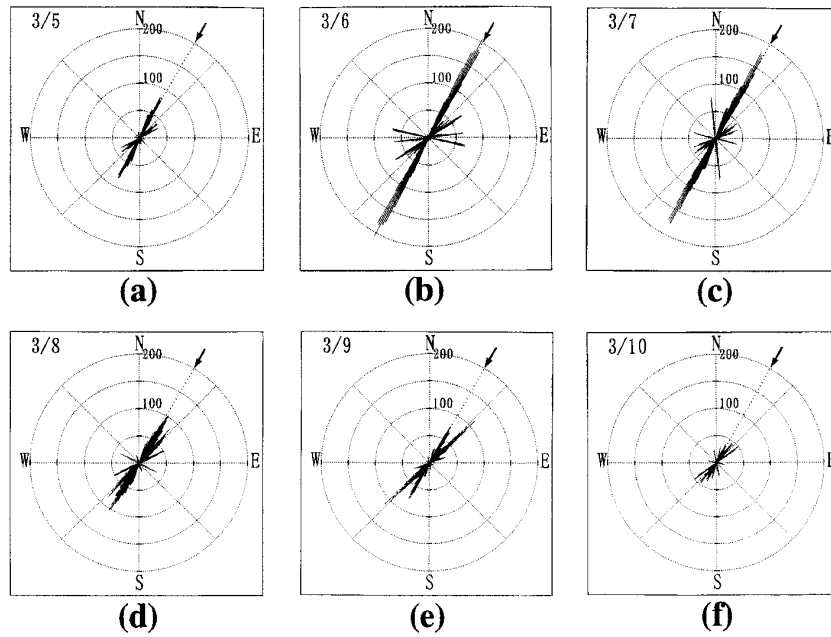 3/5 N 200 100 W E S
3/6 N 200 100 W E S
3/7 N 200 100 W E S
(a) (b) (c)
3/8 N 200 100 W E S
3/9 N 200 100 W E S
3/10 N 200 100 W E S
(d) (e) (f)